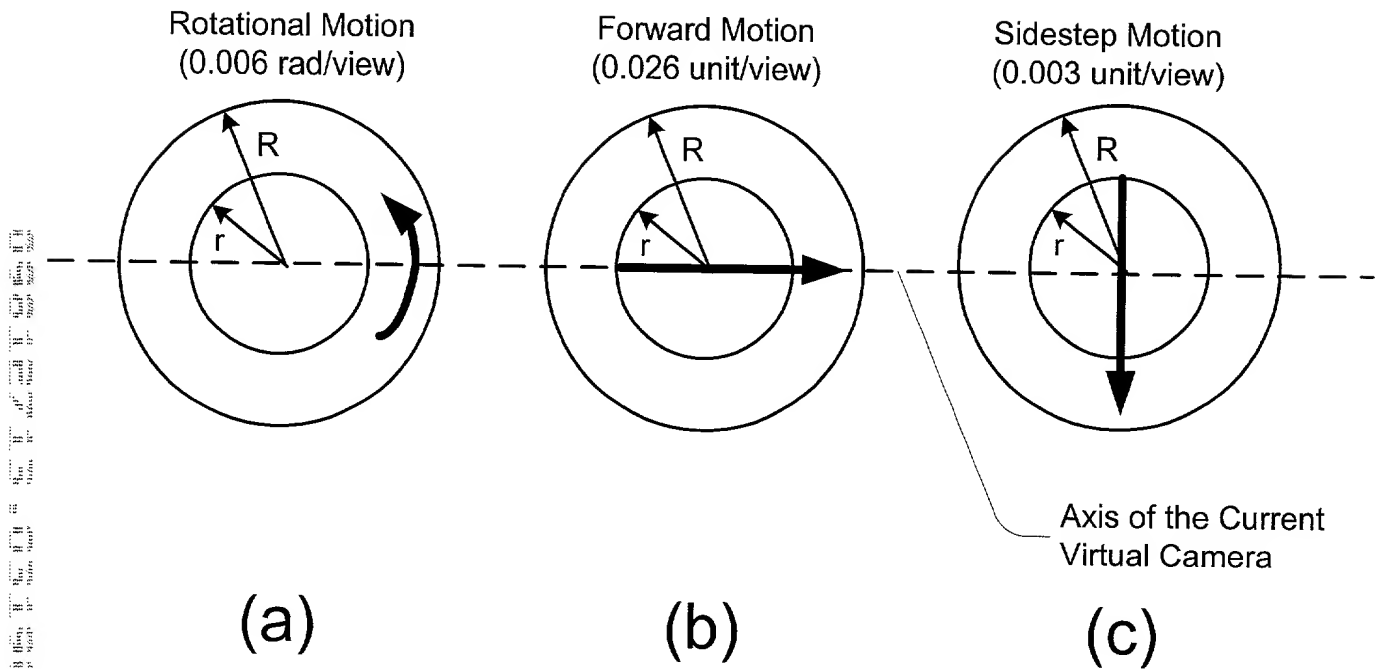 Rotational Motion
(0.006 rad/view)
Forward Motion
(0.026 unit/view)
Sidestep Motion
(0.003 unit/view)
R
r
R
r
R
r
Axis of the Current
Virtual Camera
(a)
(b)
(c)